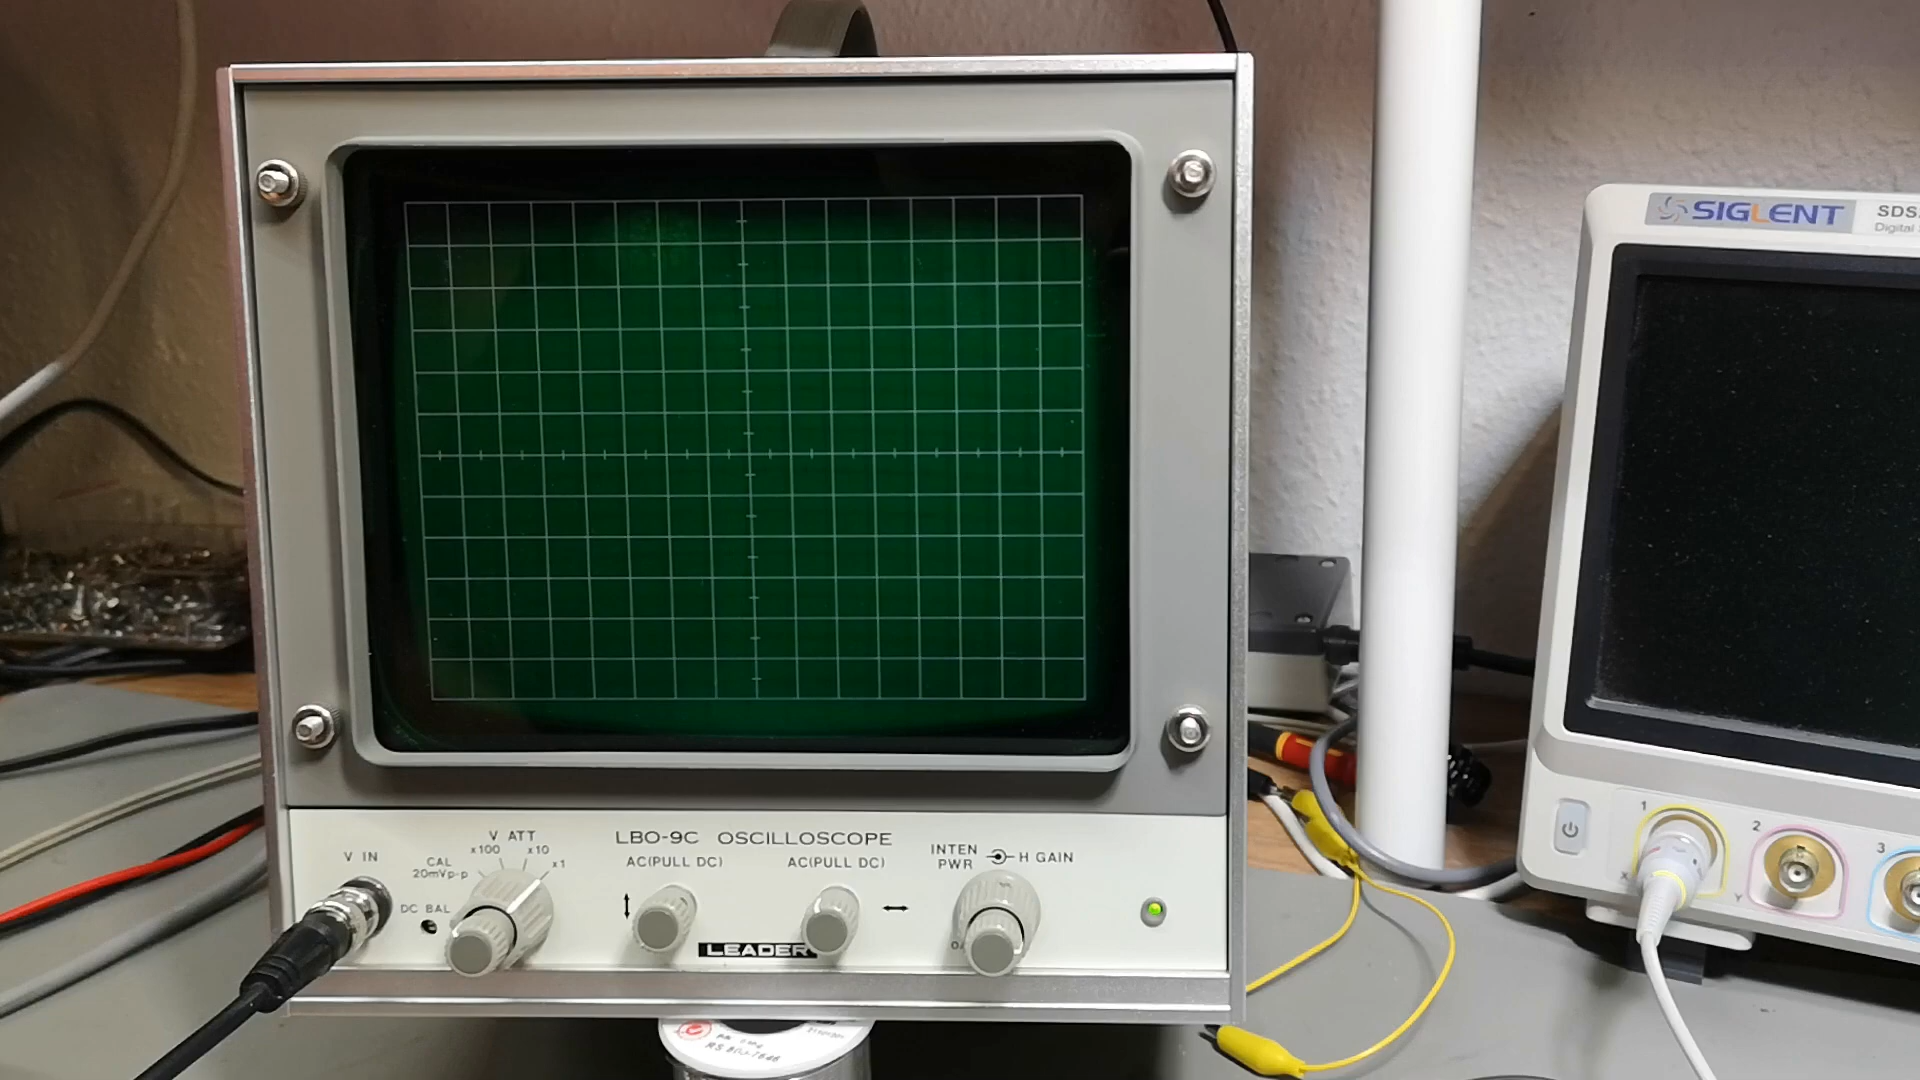 SIGLENT
SDS
Digital
LBO-9C OSCILLOSCOPE
V IN
V ATT
x100
x10
x1
CAL
20mVp-p
DC BAL
AC(PULL DC)
AC(PULL DC)
INTEN
PWR
H GAIN
LEADER
1
2
3
X
Y